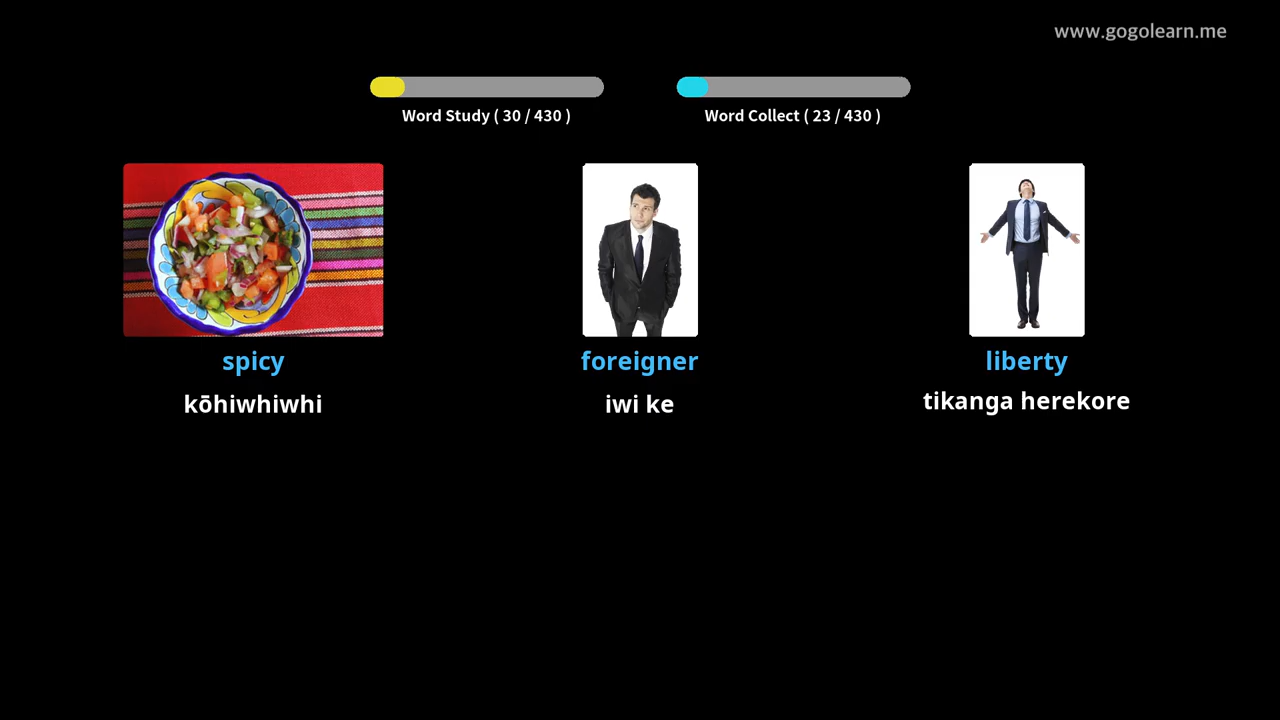 www.gogolearn.me
Word Study ( 30 / 430 )
Word Collect ( 23 / 430 )
spicy
foreigner
liberty
kōhiwhiwhi
iwi ke
tikanga herekore